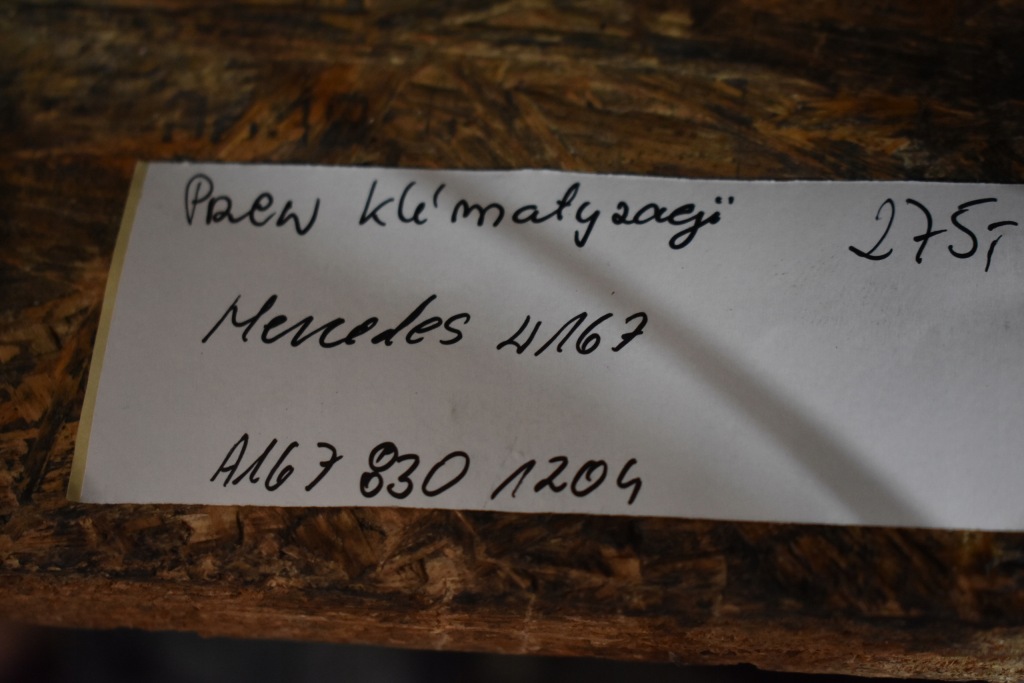 Przew klimatyzacji 275,-
Mercedes W167
A167 830 1204